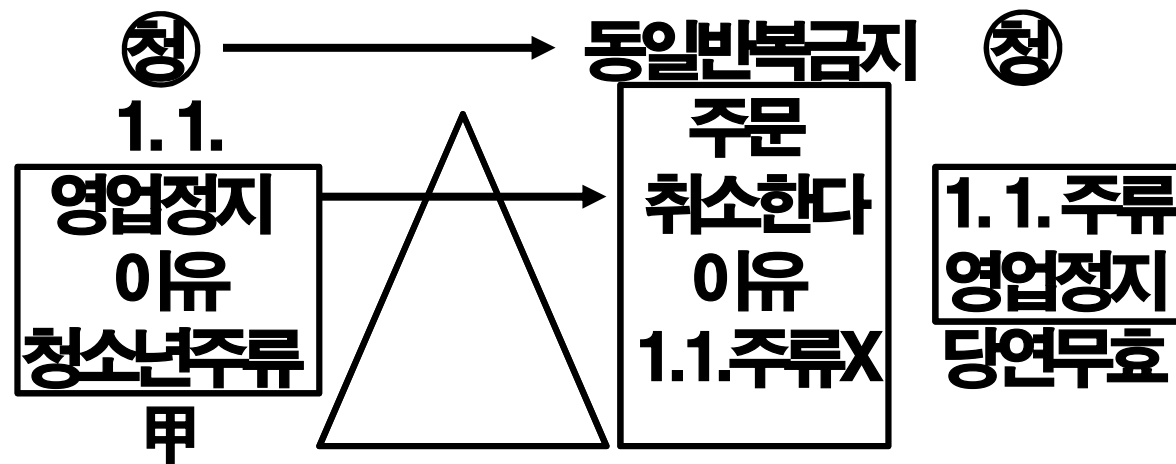 청 동일반복금지 청
1. 1.
영업정지
이유
청소년주류
甲
주문
취소한다
이유
1.1.주류X
1. 1. 주류
영업정지
당연무효